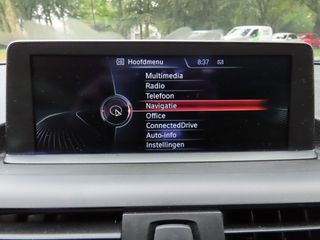 Hoofdmenu 8:37
Multimedia
Radio
Telefoon
Navigatie
Office
ConnectedDrive
Auto-info
Instellingen